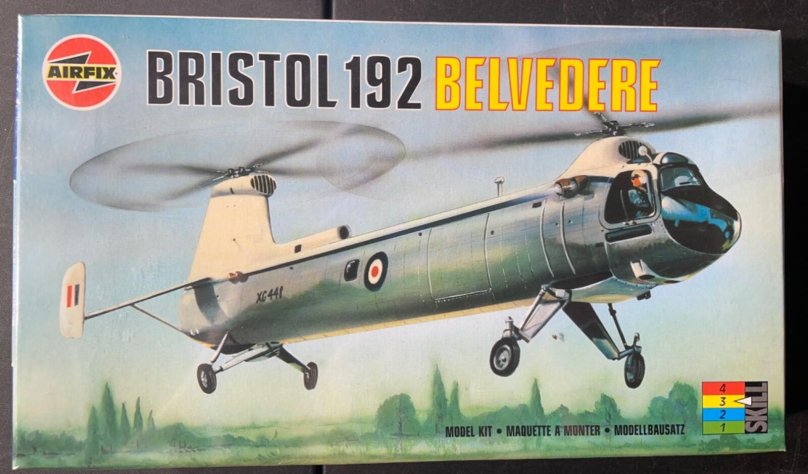 AIRFIX
BRISTOL 192 BELVEDERE
XG 448
MODEL KIT • MAQUETTE A MONTER • MODELLBAUSATZ
4
3
2
1
SKILL